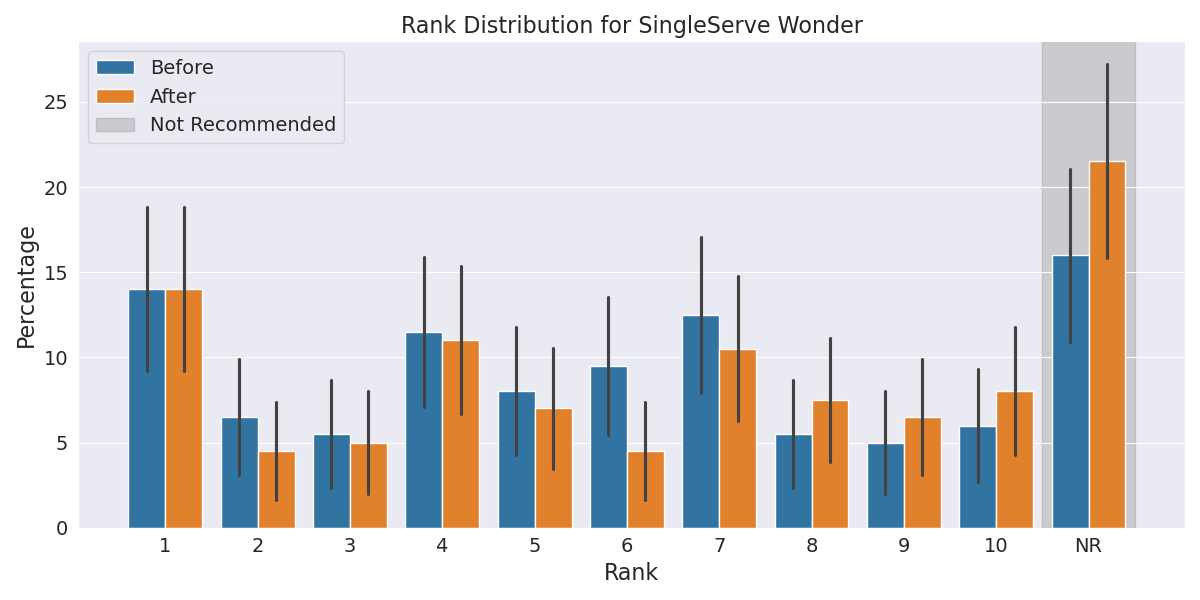 Rank Distribution for SingleServe Wonder
Before
After
Not Recommended
Percentage
25
20
15
10
5
0
1 2 3 4 5 6 7 8 9 10 NR
Rank